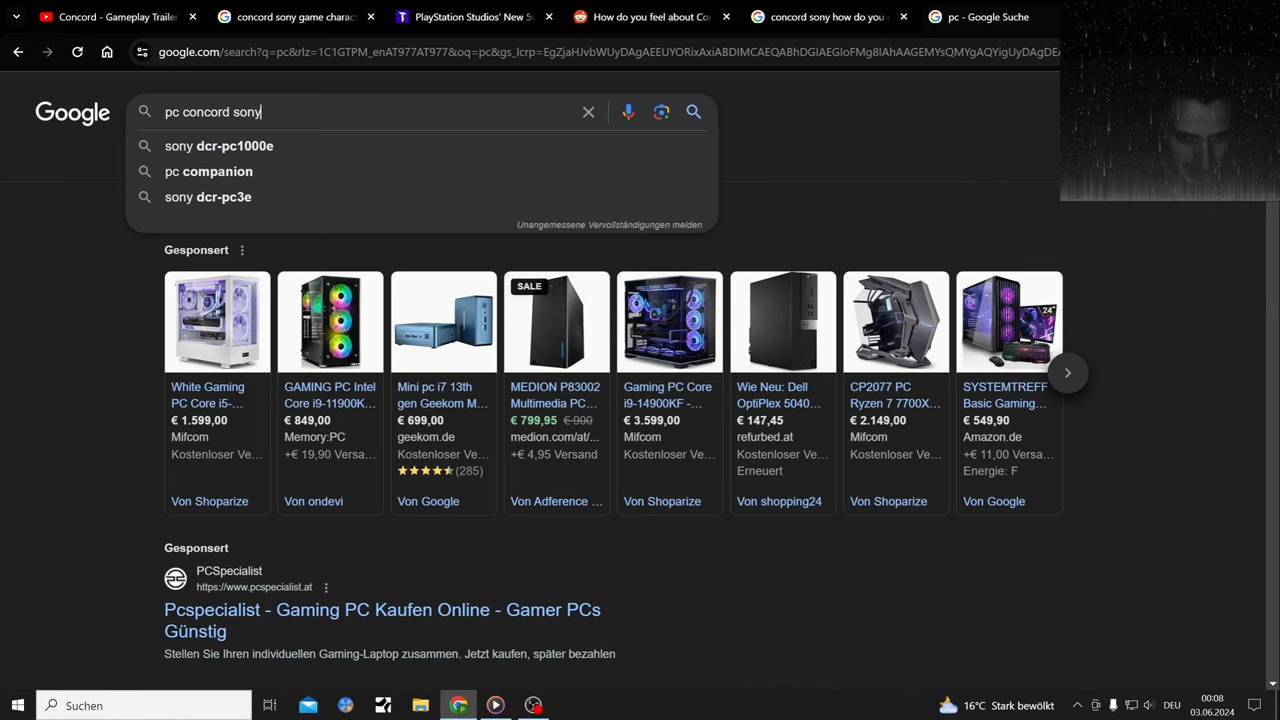 Concord - Gameplay Trailer
concord sony game charac
PlayStation Studios' New 5v
How do you feel about Con
concord sony how do you
pc - Google Suche
google.com/search?q=pc&rlz=1C1GTPM_enAT977AT977&oq=pc&gs_lcrp=
Google
pc concord sony
sony dcr-pc1000e
pc companion
sony dcr-pc3e
Unangemessene Vervollständigungen melden
Gesponsert
SALE
24"
White Gaming
PC Core i5-...
€ 1.599,00
Mifcom
Kostenloser Ve...
Von Shoparize
GAMING PC Intel
Core i9-11900K...
€ 849,00
Memory:PC
+€ 19,90 Versa...
Von ondevi
Mini pc i7 13th
gen Geekom M...
€ 699,00
geekom.de
Kostenloser Ve...
(285)
Von Google
MEDION P83002
Multimedia PC...
€ 799,95 €900
medion.com/at/...
+€ 4,95 Versand
Von Adference ...
Gaming PC Core
i9-14900KF -...
€ 3.599,00
Mifcom
Kostenloser Ve...
Von Shoparize
Wie Neu: Dell
OptiPlex 5040...
€ 147,45
refurbed.at
Kostenloser Ve...
Erneuert
Von shopping24
CP2077 PC
Ryzen 7 7700X...
€ 2.149,00
Mifcom
Kostenloser Ve...
Von Shoparize
SYSTEMTREFF
Basic Gaming...
€ 549,90
Amazon.de
+€ 11,00 Versa...
Energie: F
Von Google
Gesponsert
PCSpecialist
https://www.pcspecialist.at
Pcspecialist - Gaming PC Kaufen Online - Gamer PCs
Günstig
Stellen Sie Ihren individuellen Gaming-Laptop zusammen. Jetzt kaufen, später bezahlen
Suchen
16°C Stark bewölkt
DEU
00:08
03.06.2024